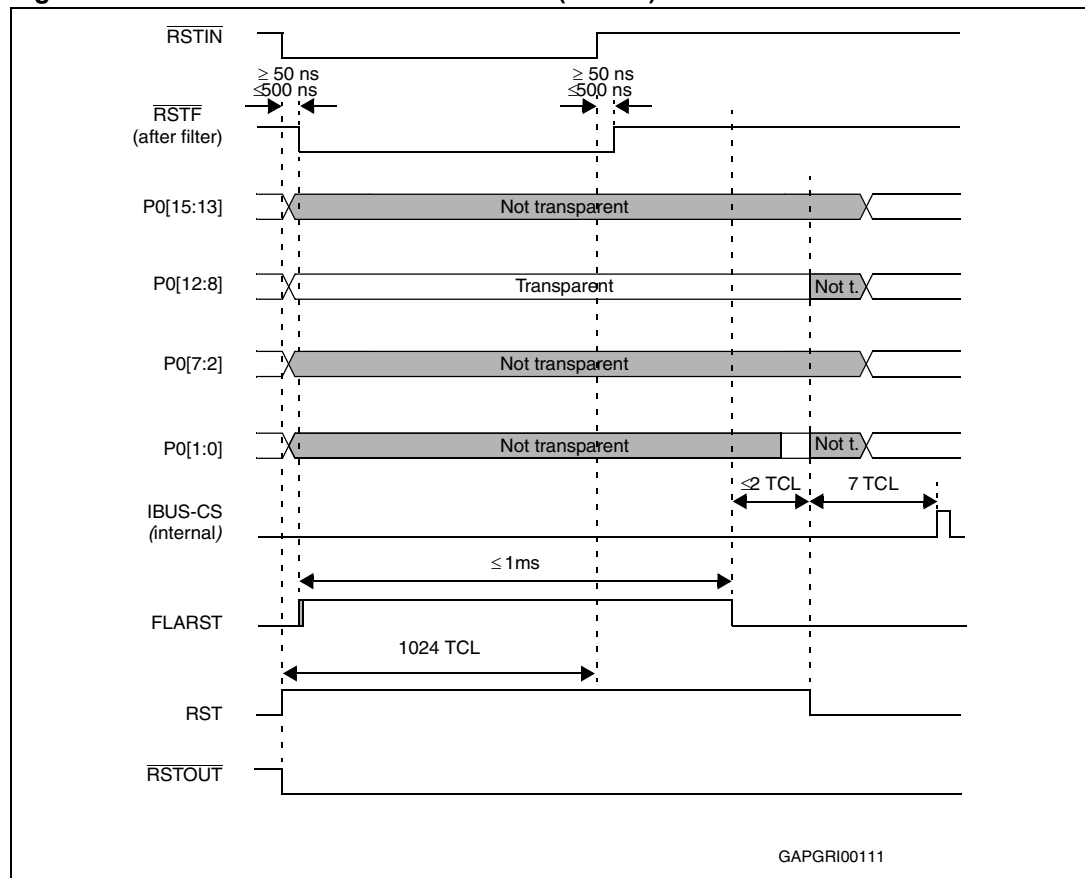 RSTIN
≥ 50 ns
≤500 ns
≥ 50 ns
≤500 ns
RSTF
(after filter)
P0[15:13]
Not transparent
P0[12:8]
Transparent
Not t.
P0[7:2]
Not transparent
P0[1:0]
Not transparent
Not t.
≤2 TCL
7 TCL
IBUS-CS
(internal)
≤ 1ms
FLARST
1024 TCL
RST
RSTOUT
GAPGRI00111